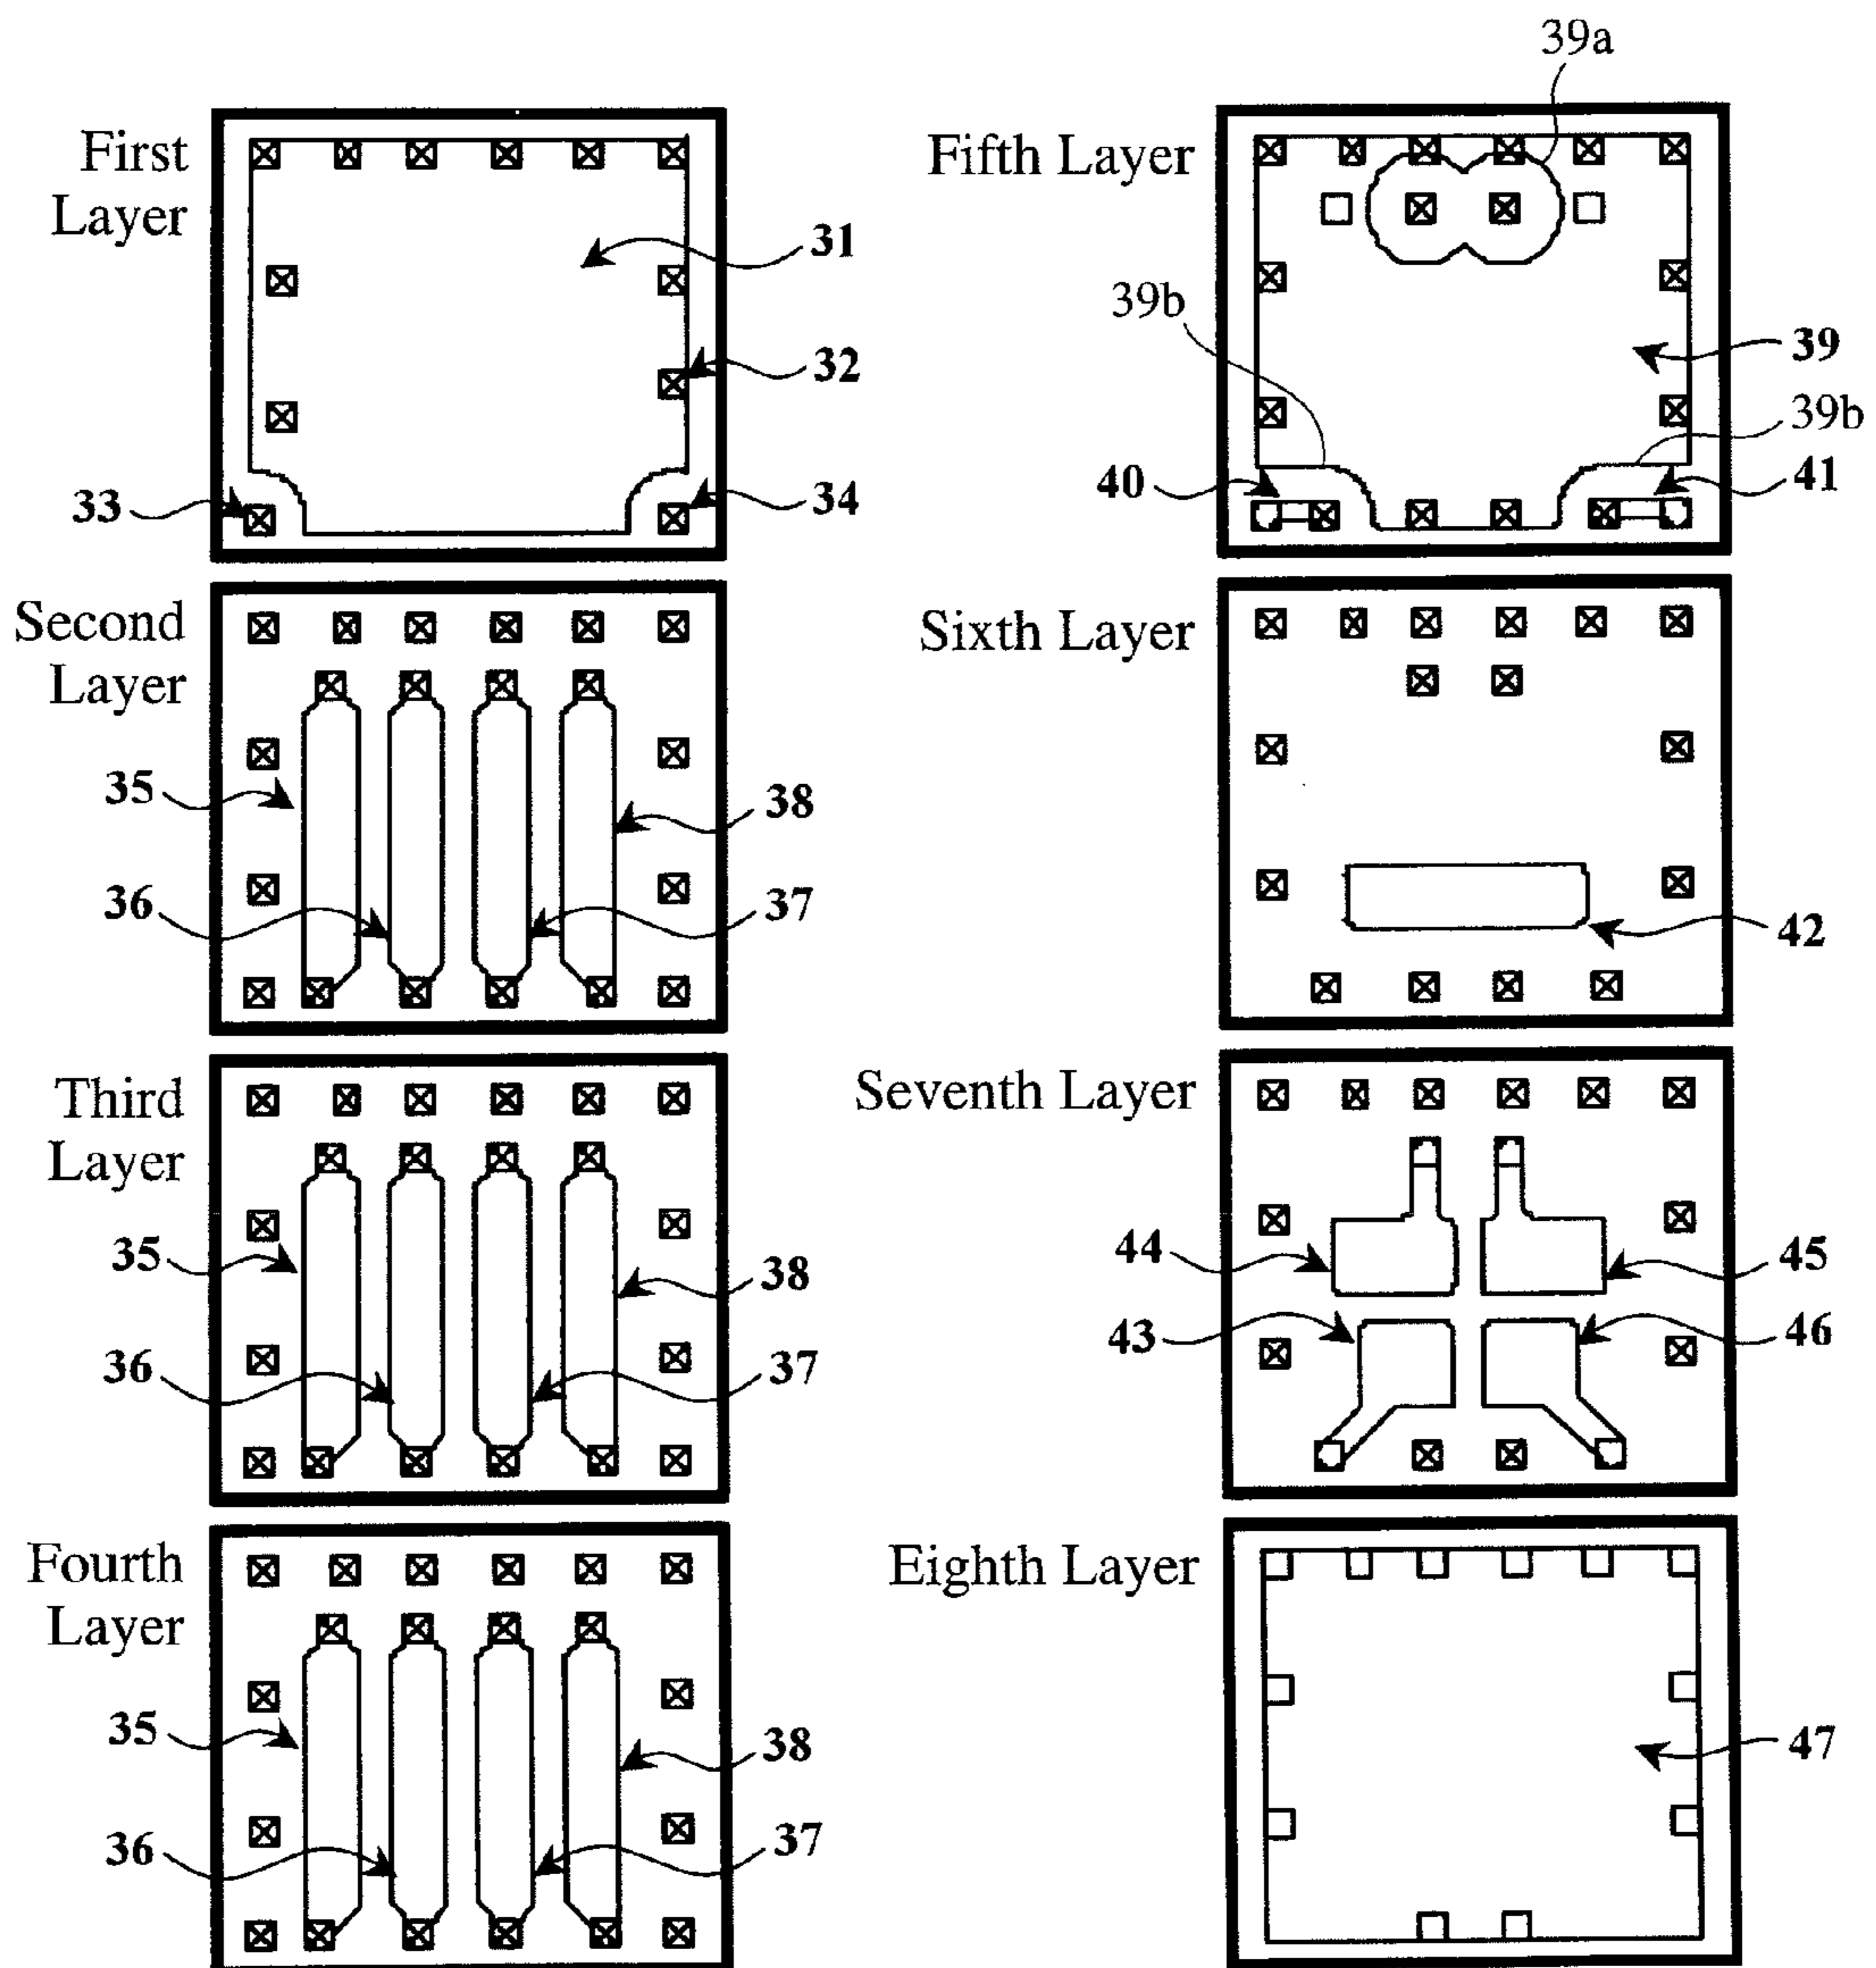 First
Layer
31
32
33
34
Second
Layer
35
38
36
37
Third
Layer
35
38
36
37
Fourth
Layer
35
38
36
37
39a
Fifth Layer
39b
39
39b
40
41
Sixth Layer
42
Seventh Layer
44
45
43
46
Eighth Layer
47